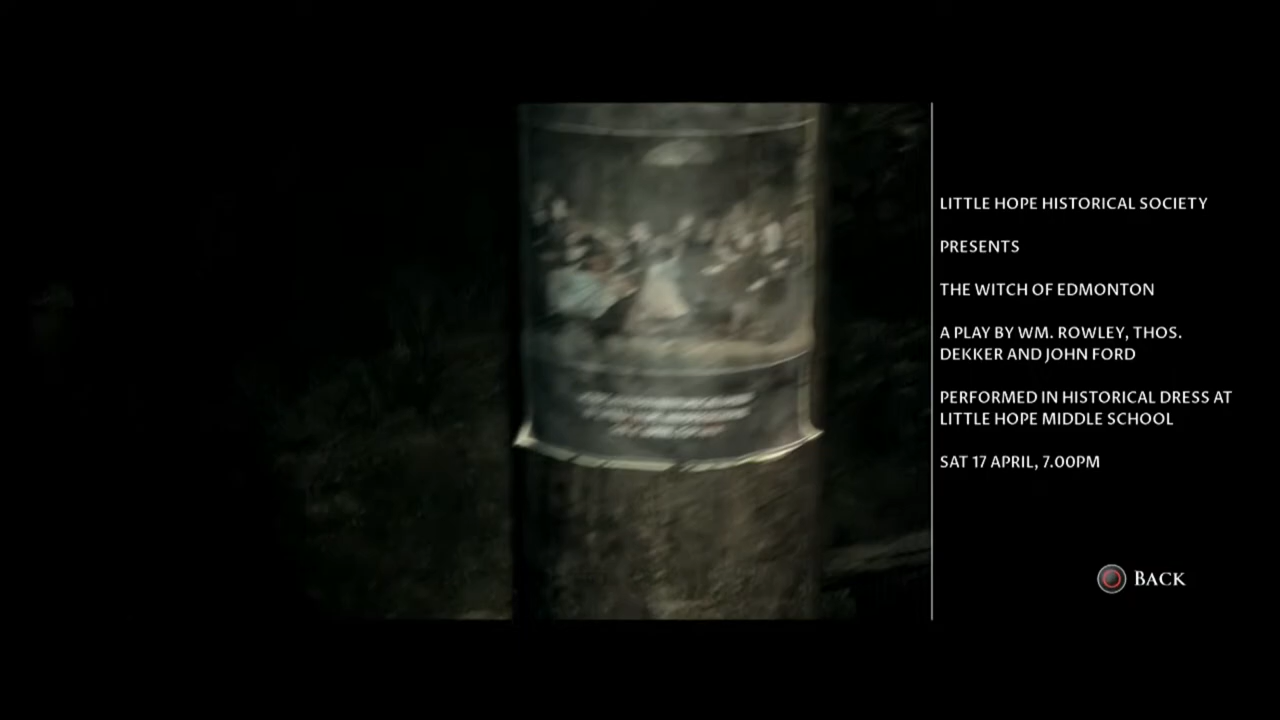 LITTLE HOPE HISTORICAL SOCIETY
PRESENTS
THE WITCH OF EDMONTON
A PLAY BY WM. ROWLEY, THOS.
DEKKER AND JOHN FORD
PERFORMED IN HISTORICAL DRESS AT
LITTLE HOPE MIDDLE SCHOOL
SAT 17 APRIL, 7.00PM
BACK